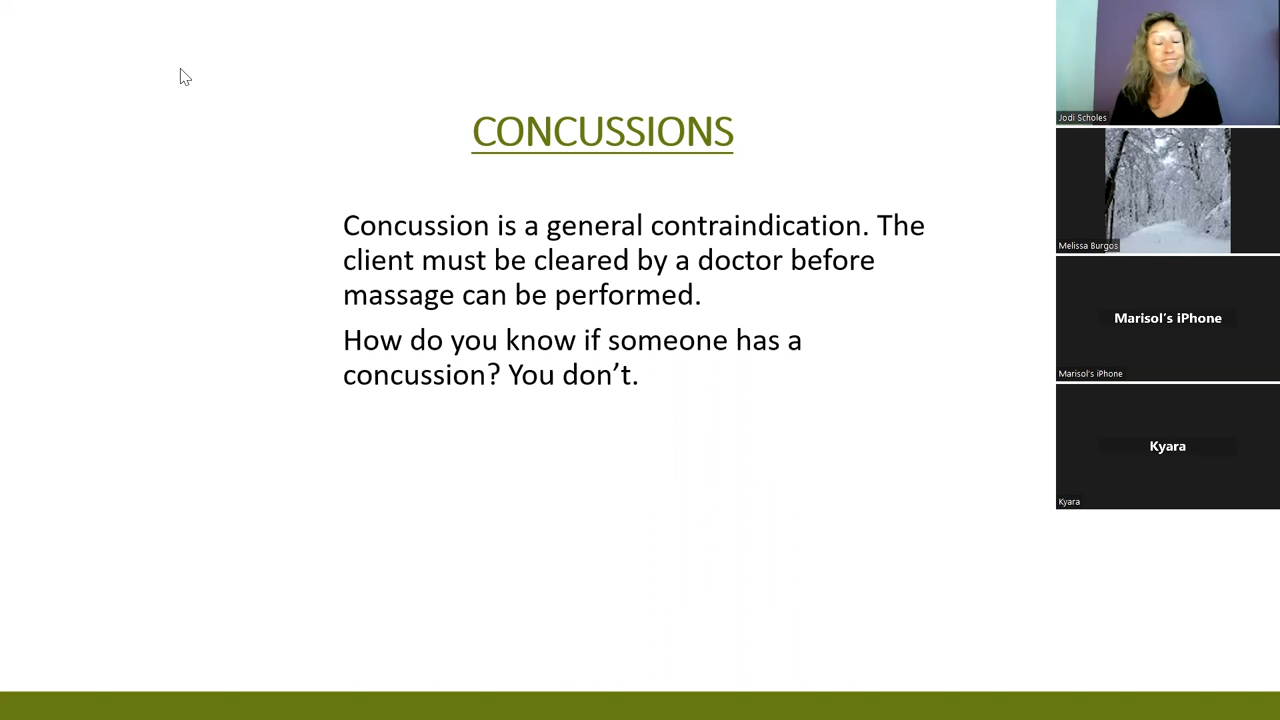 CONCUSSIONS
Concussion is a general contraindication. The
client must be cleared by a doctor before
massage can be performed.
How do you know if someone has a
concussion? You don’t.
Jodi Scholes
Melissa Burgos
Marisol’s iPhone
Marisol's iPhone
Kyara
Kyara